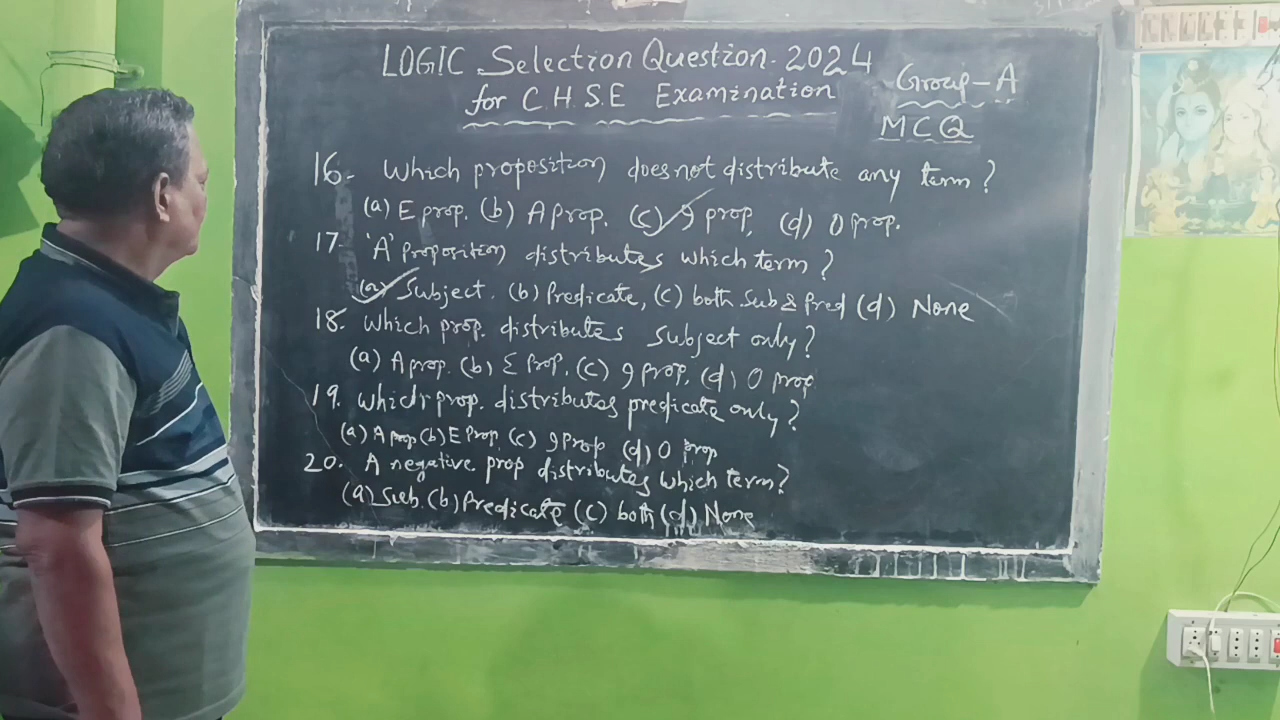 LOGIC Selection Question-2024
for C.H.S.E Examination
Group-A
MCQ
16- Which proposition does not distribute any term?
(a) E prop. (b) A prop. (c) I prop, (d) O prop.
17- 'A' Proposition distributes which term?
(a) Subject. (b) Predicate, (c) both Sub & Pred (d) None
18. Which prop. distributes Subject only?
(a) A prop. (b) E Prop. (c) I prop, (d) O prop
19. Which prop. distributes predicate only?
(a) A prop (b) E Prop, (c) I Prop (d) O prop
20. A negative prop distributes which term?
(a) Sub. (b) Predicate (c) both (d) None